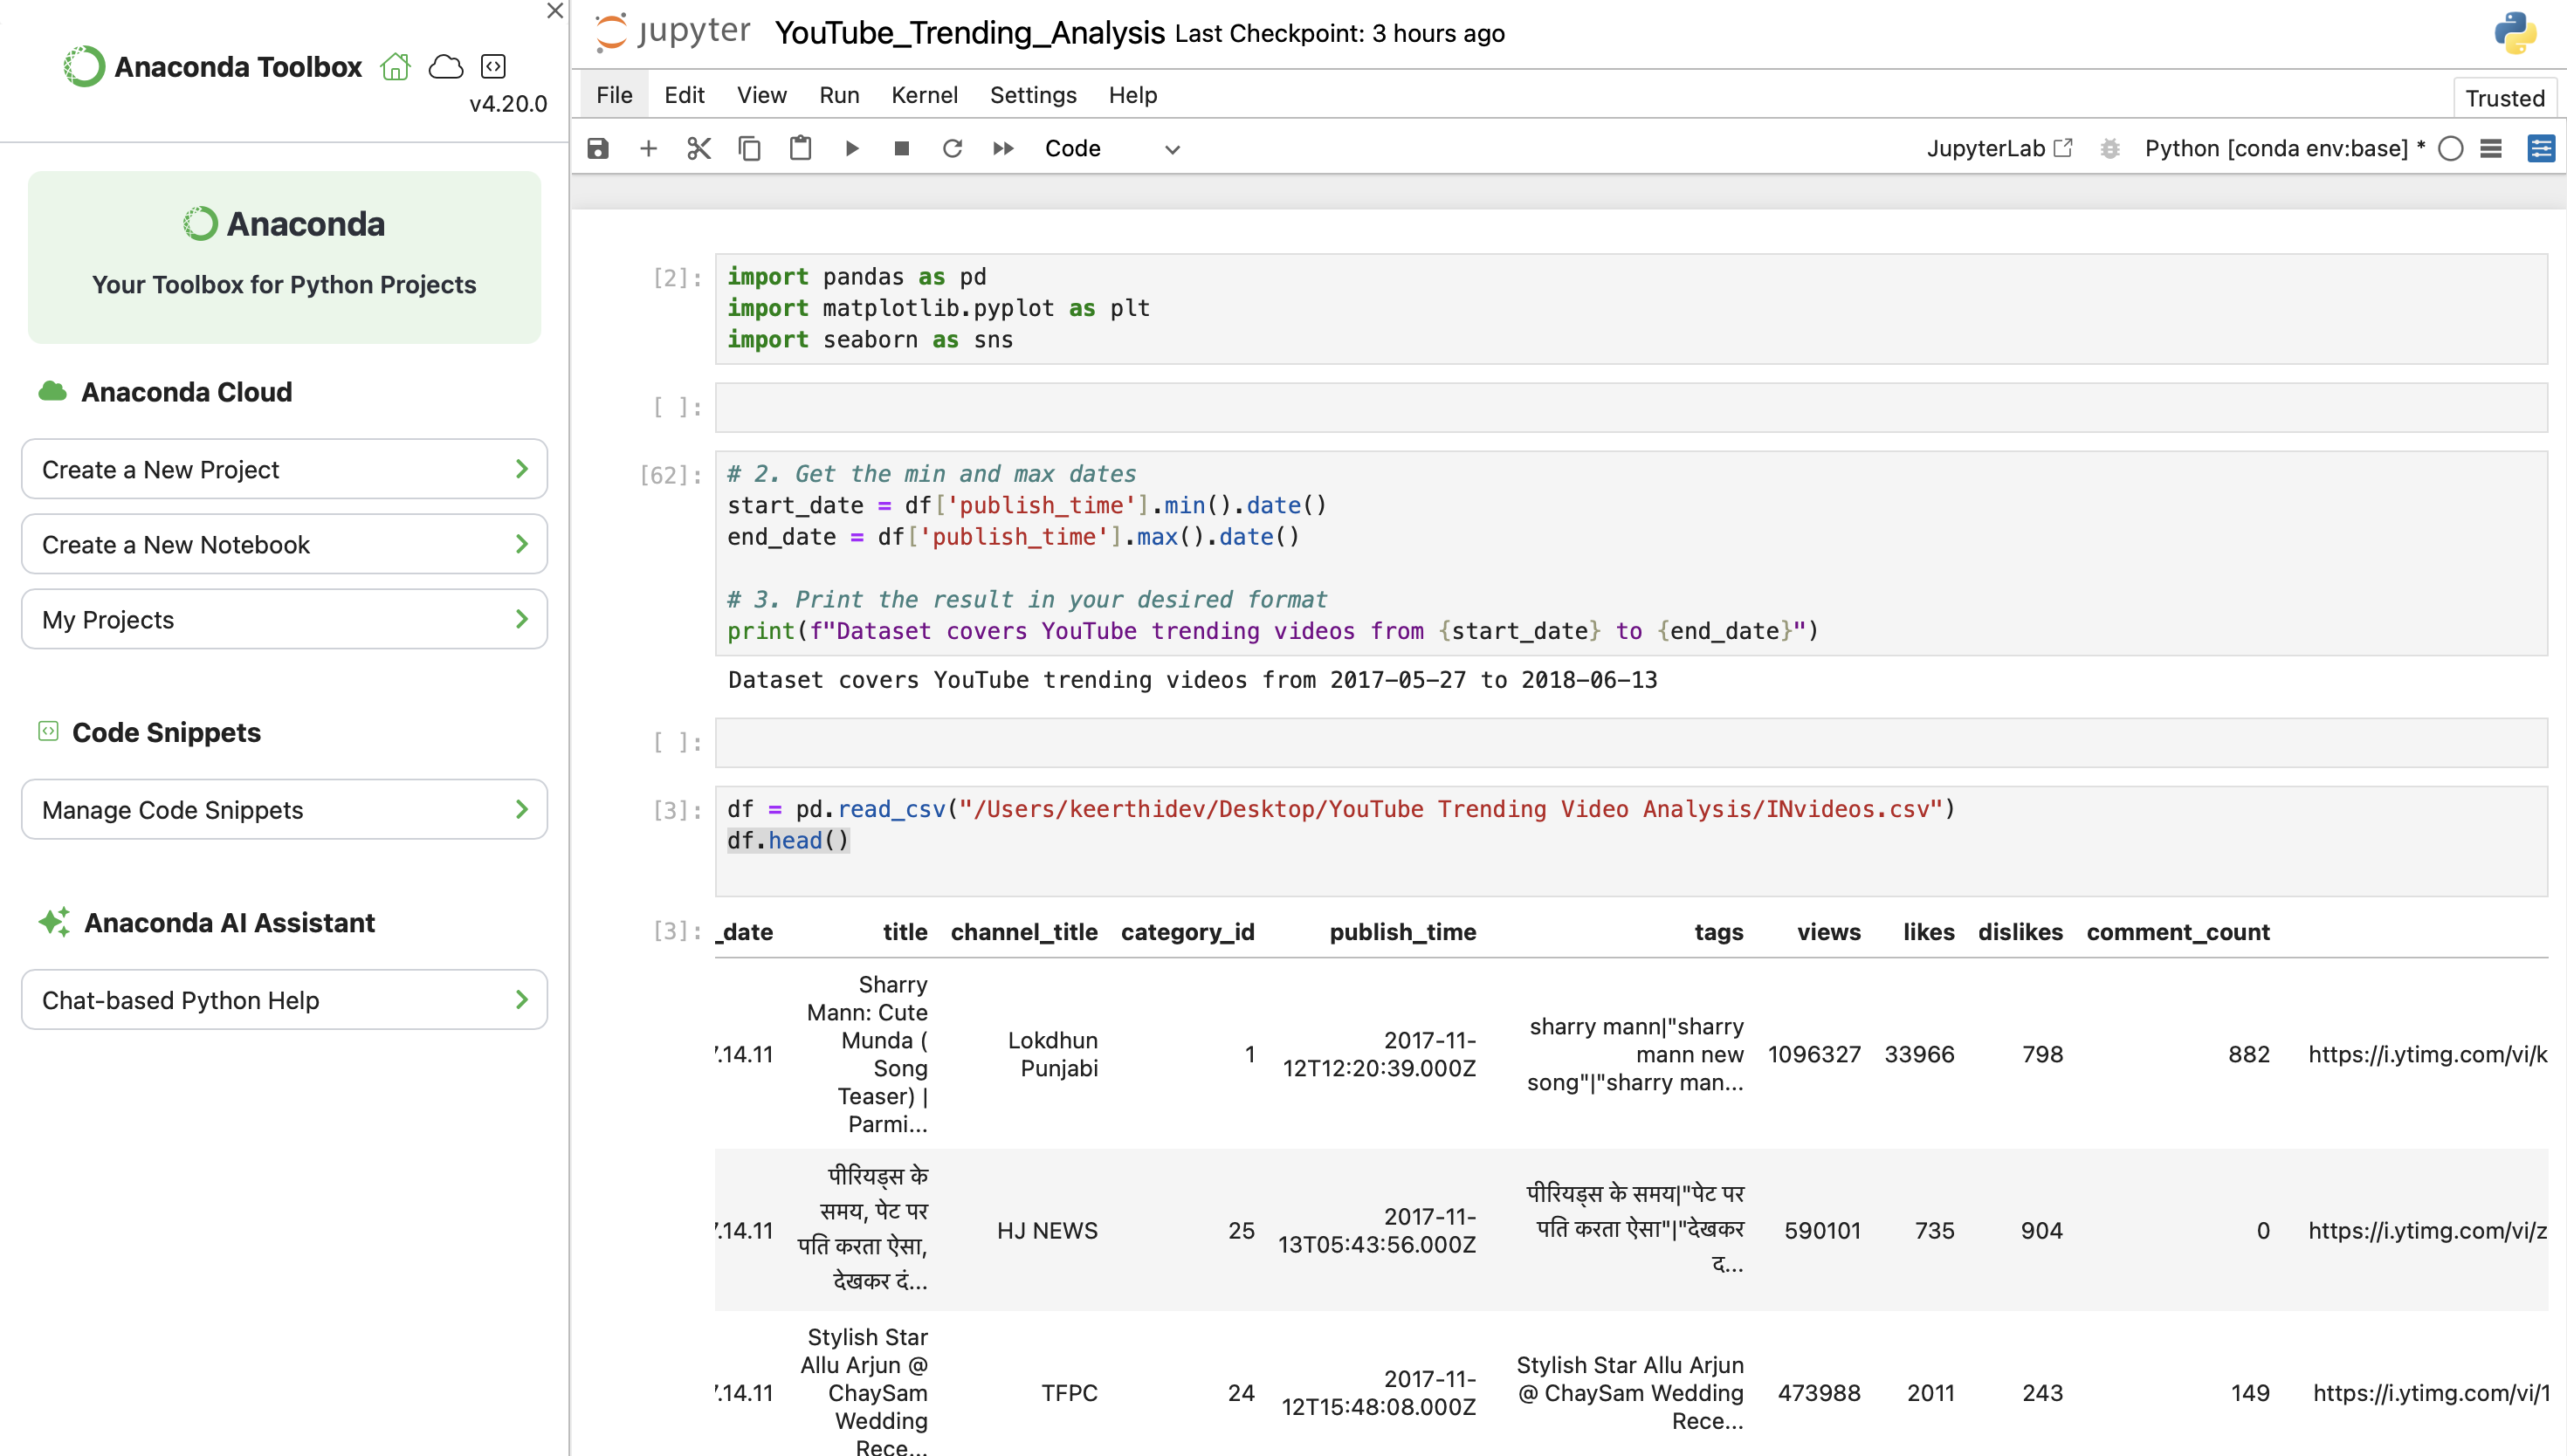 Anaconda Toolbox
v4.20.0
Anaconda
Your Toolbox for Python Projects
Anaconda Cloud
Create a New Project
Create a New Notebook
My Projects
Code Snippets
Manage Code Snippets
Anaconda AI Assistant
Chat-based Python Help
jupyter YouTube_Trending_Analysis Last Checkpoint: 3 hours ago
File Edit View Run Kernel Settings Help
Trusted
Code
JupyterLab Python [conda env:base] *
[2]:
import pandas as pd
import matplotlib.pyplot as plt
import seaborn as sns
[ ]:
[62]:
# 2. Get the min and max dates
start_date = df['publish_time'].min().date()
end_date = df['publish_time'].max().date()
# 3. Print the result in your desired format
print(f"Dataset covers YouTube trending videos from {start_date} to {end_date}")
Dataset covers YouTube trending videos from 2017-05-27 to 2018-06-13
[ ]:
[3]:
df = pd.read_csv("/Users/keerthidev/Desktop/YouTube Trending Video Analysis/INvideos.csv")
df.head()
[3]:
_date title channel_title category_id publish_time tags views likes dislikes comment_count
Sharry
Mann: Cute
Munda (
Song
Teaser) |
Parmi...
.14.11
Lokdhun
Punjabi
1
2017-11-
12T12:20:39.000Z
sharry mann|"sharry
mann new
song"|"sharry man...
1096327 33966 798 882 https://i.ytimg.com/vi/k
पीरियड्स के
समय, पेट पर
पति करता ऐसा,
देखकर दं...
.14.11
HJ NEWS
25
2017-11-
13T05:43:56.000Z
पीरियड्स के समय|"पेट पर
पति करता ऐसा"|"देखकर
द...
590101 735 904 0 https://i.ytimg.com/vi/z
Stylish Star
Allu Arjun @
ChaySam
Wedding
Rece...
.14.11
TFPC
24
2017-11-
12T15:48:08.000Z
Stylish Star Allu Arjun
@ ChaySam Wedding
Rece...
473988 2011 243 149 https://i.ytimg.com/vi/1